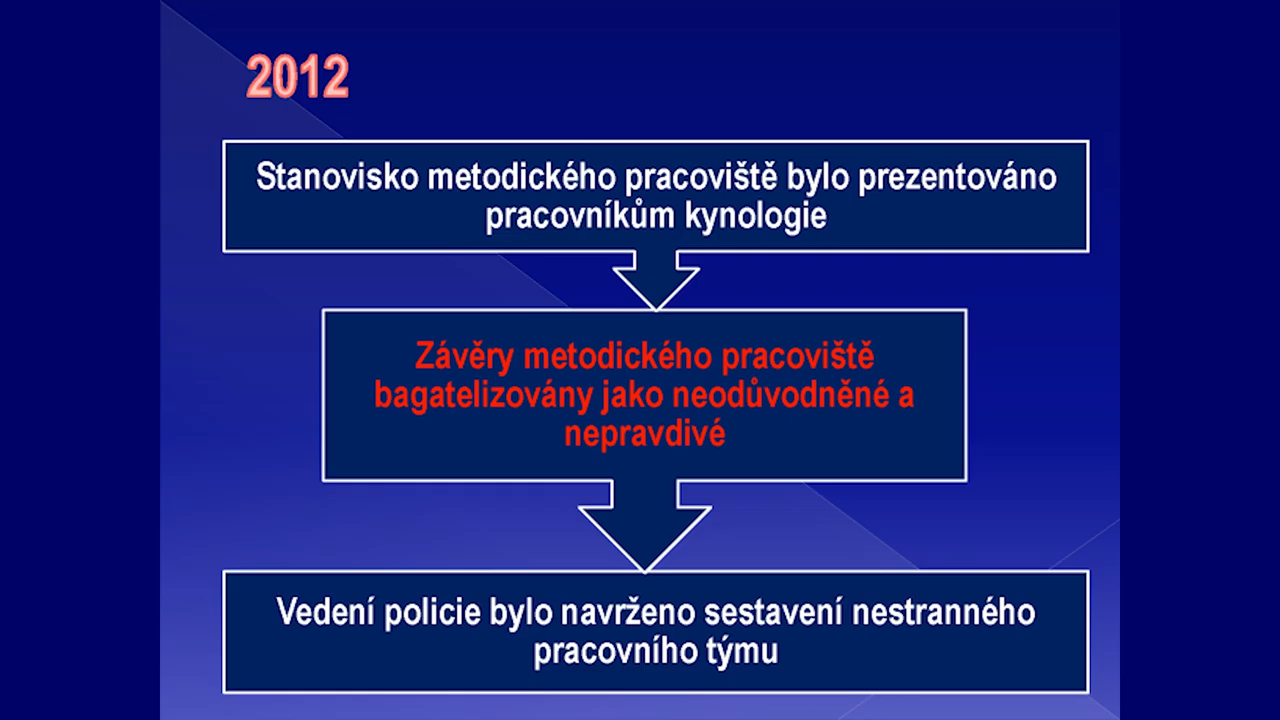 2012
Stanovisko metodického pracoviště bylo prezentováno
pracovníkům kynologie
Závěry metodického pracoviště
bagatelizovány jako neodůvodněné a
nepravdivé
Vedení policie bylo navrženo sestavení nestranného
pracovního týmu